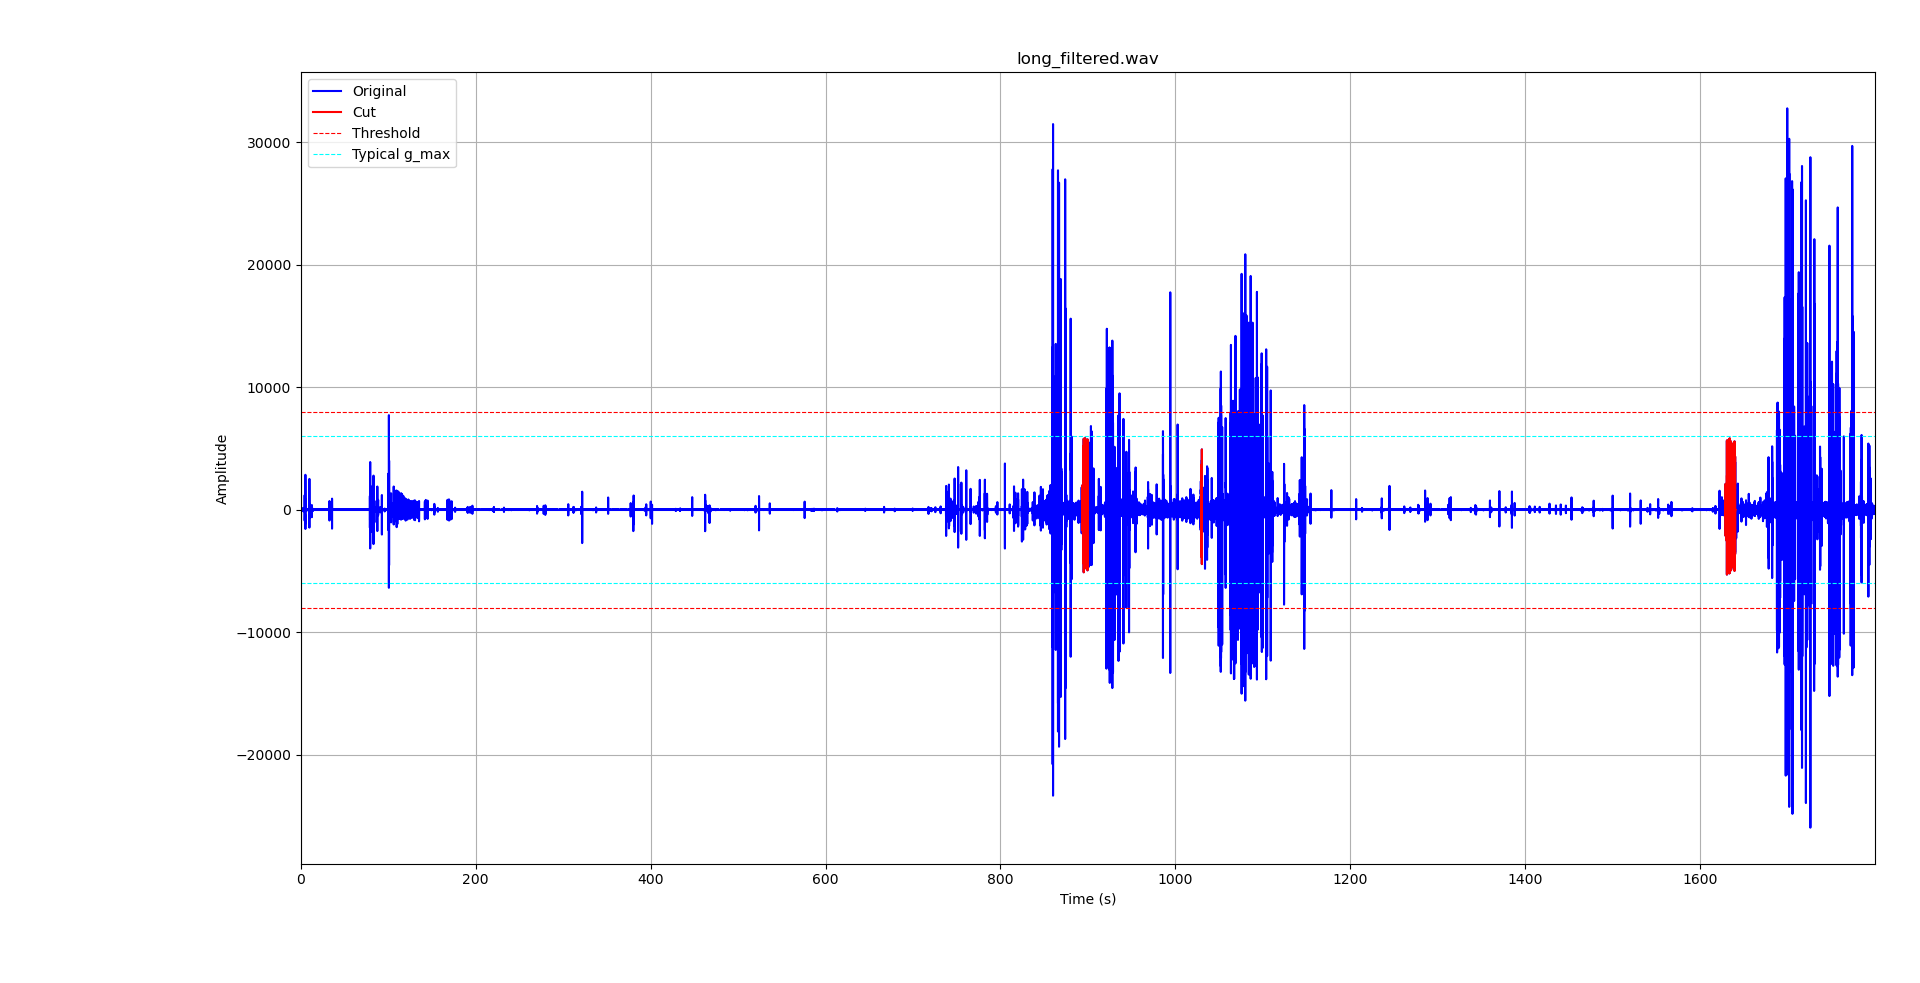 long_filtered.wav
Original
Cut
Threshold
Typical g_max
30000
20000
10000
0
−10000
−20000
Amplitude
0 200 400 600 800 1000 1200 1400 1600
Time (s)